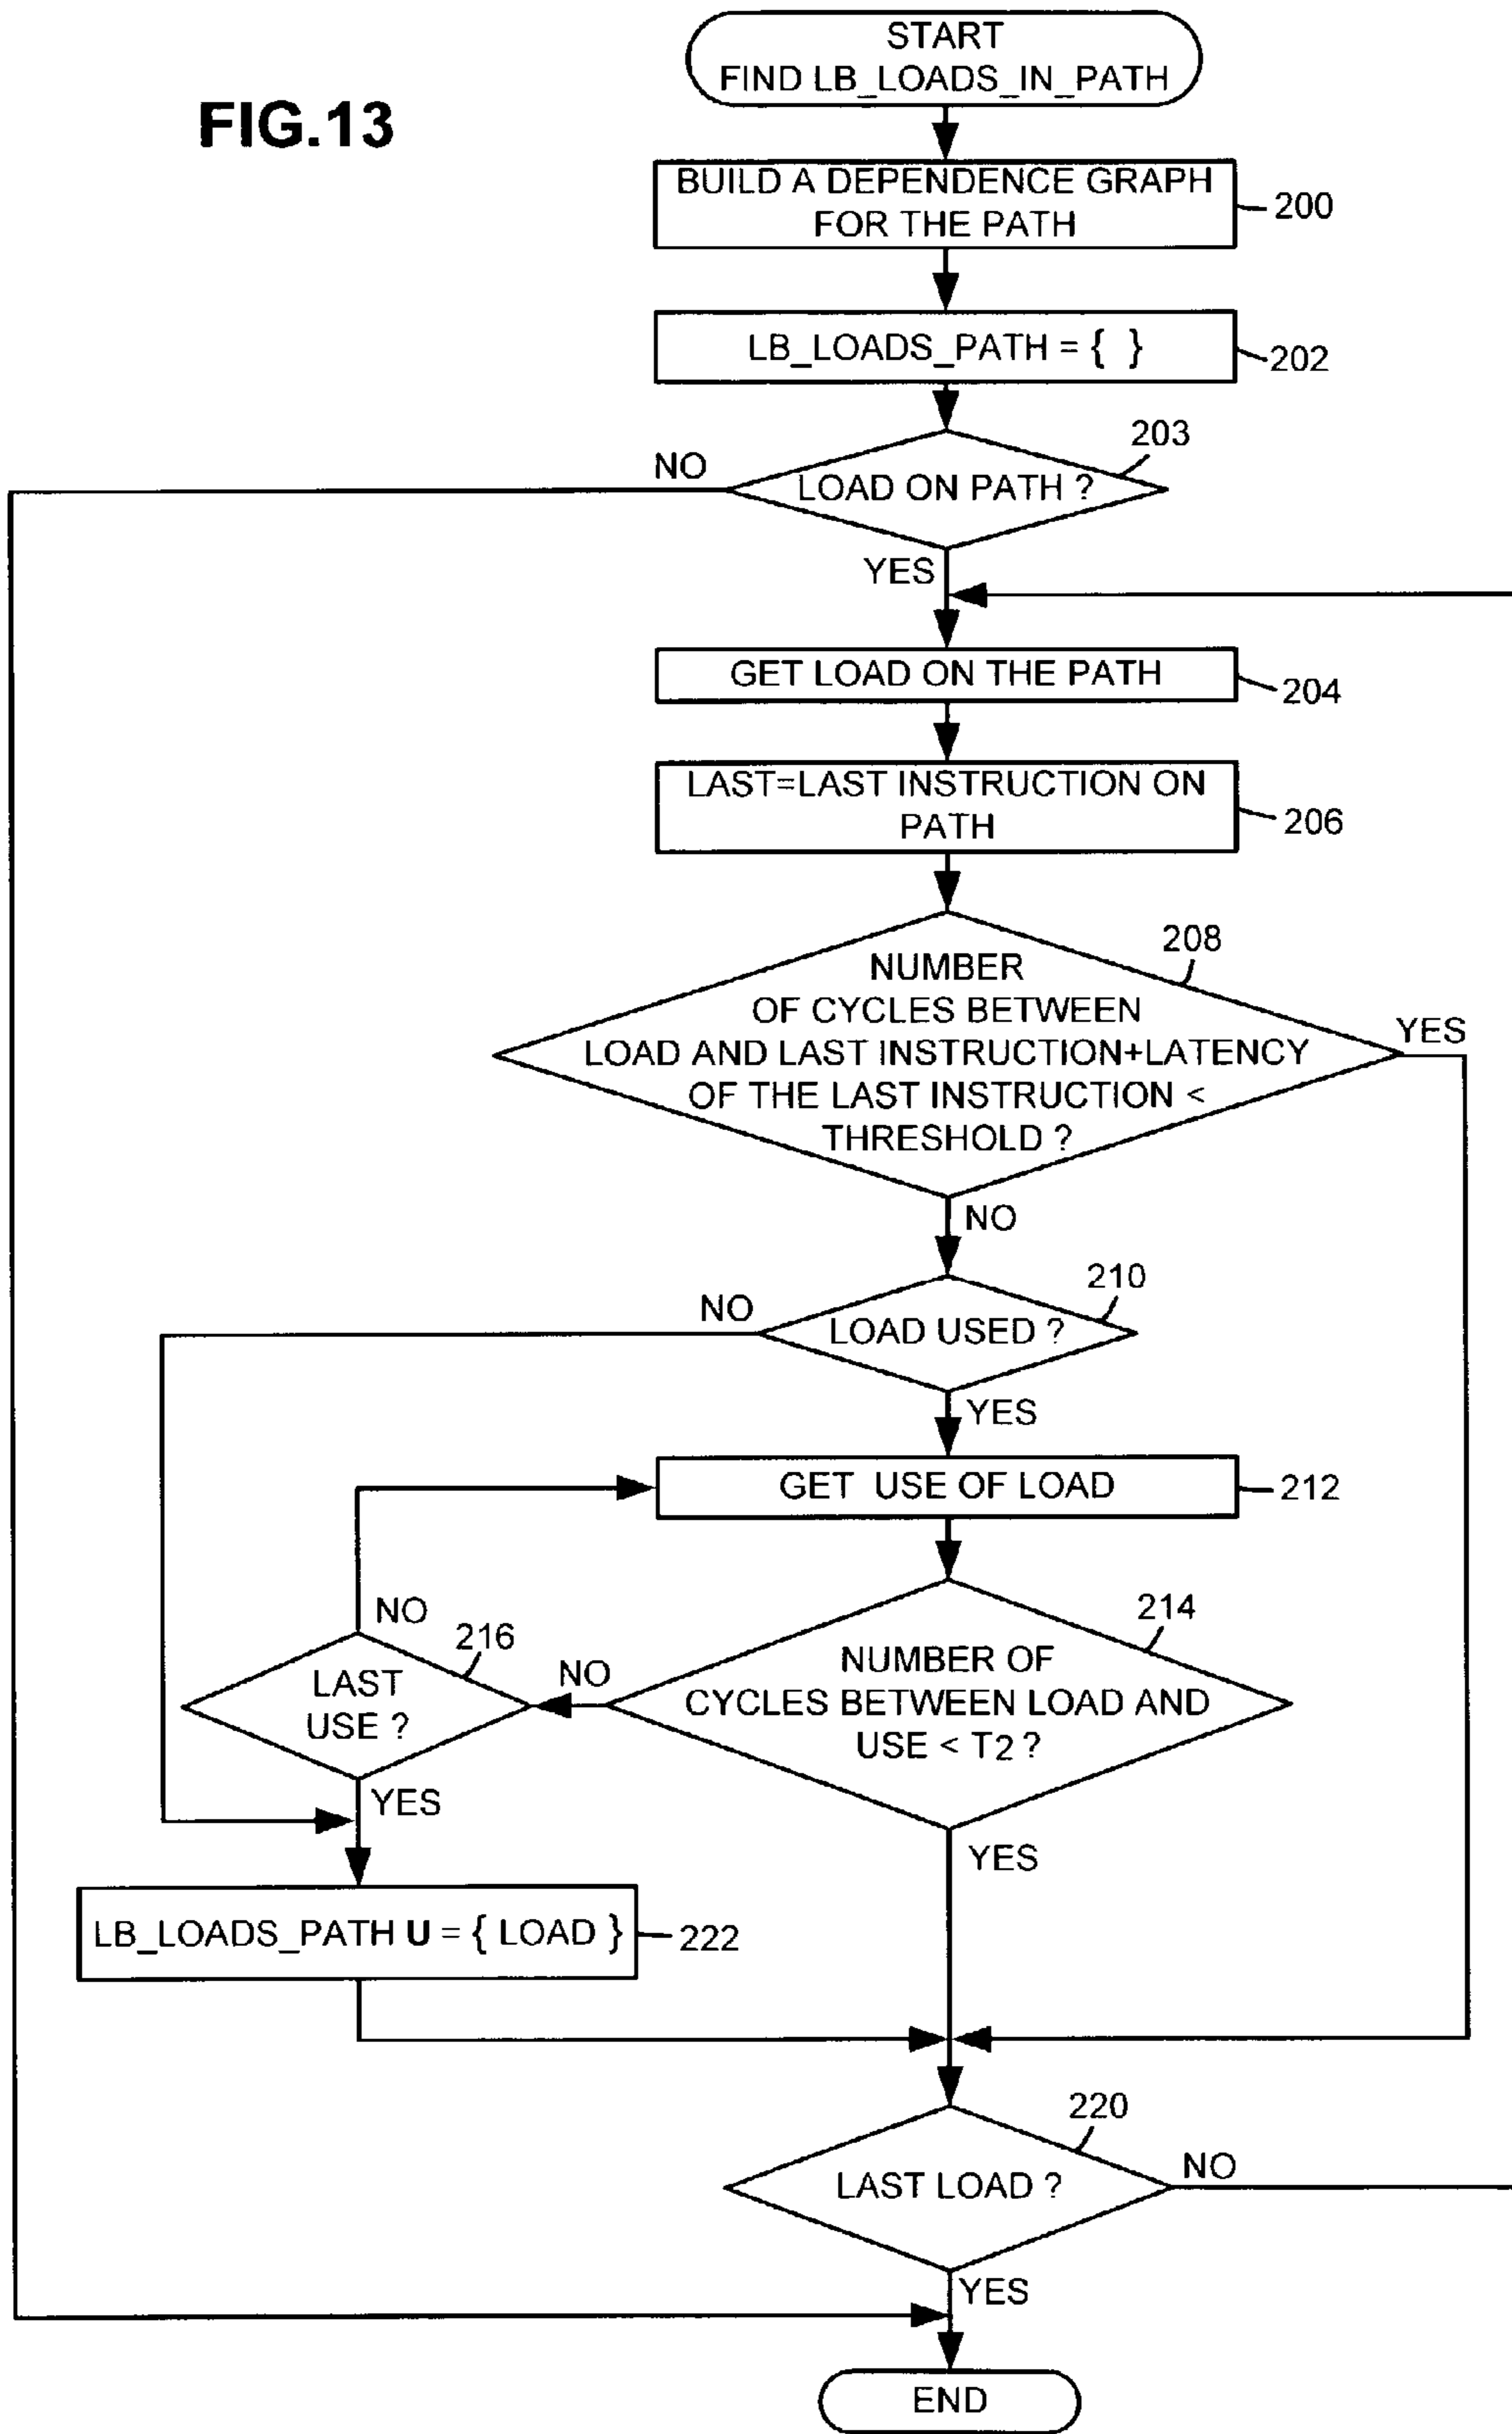 START
FIND LB_LOADS_IN_PATH
FIG.13
BUILD A DEPENDENCE GRAPH
FOR THE PATH
200
LB_LOADS_PATH = { }
202
203
NO
LOAD ON PATH ?
YES
GET LOAD ON THE PATH
204
LAST=LAST INSTRUCTION ON
PATH
206
208
NUMBER
OF CYCLES BETWEEN
LOAD AND LAST INSTRUCTION+LATENCY
OF THE LAST INSTRUCTION <
THRESHOLD ?
YES
NO
210
NO
LOAD USED ?
YES
GET USE OF LOAD
212
214
NUMBER OF
CYCLES BETWEEN LOAD AND
USE < T2 ?
NO
216
NO
LAST
USE ?
YES
YES
LB_LOADS_PATH U = { LOAD }
222
220
LAST LOAD ?
NO
YES
END